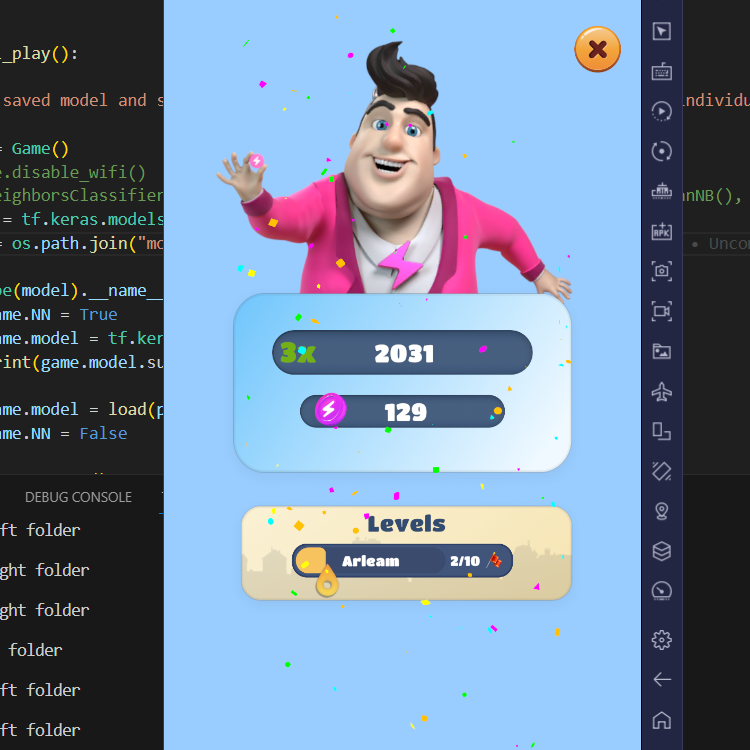 _play():
saved model and s
individu
= Game()
e.disable_wifi()
eighborsClassifier
anNB(),
= tf.keras.models
= os.path.join("mo
• Uncom
pe(model).__name__
ame.NN = True
ame.model = tf.ker
rint(game.model.su
ame.model = load(p
ame.NN = False
3x
2031
129
DEBUG CONSOLE
Levels
Arleam
2/10
ft folder
ght folder
ght folder
folder
ft folder
ft folder
APK